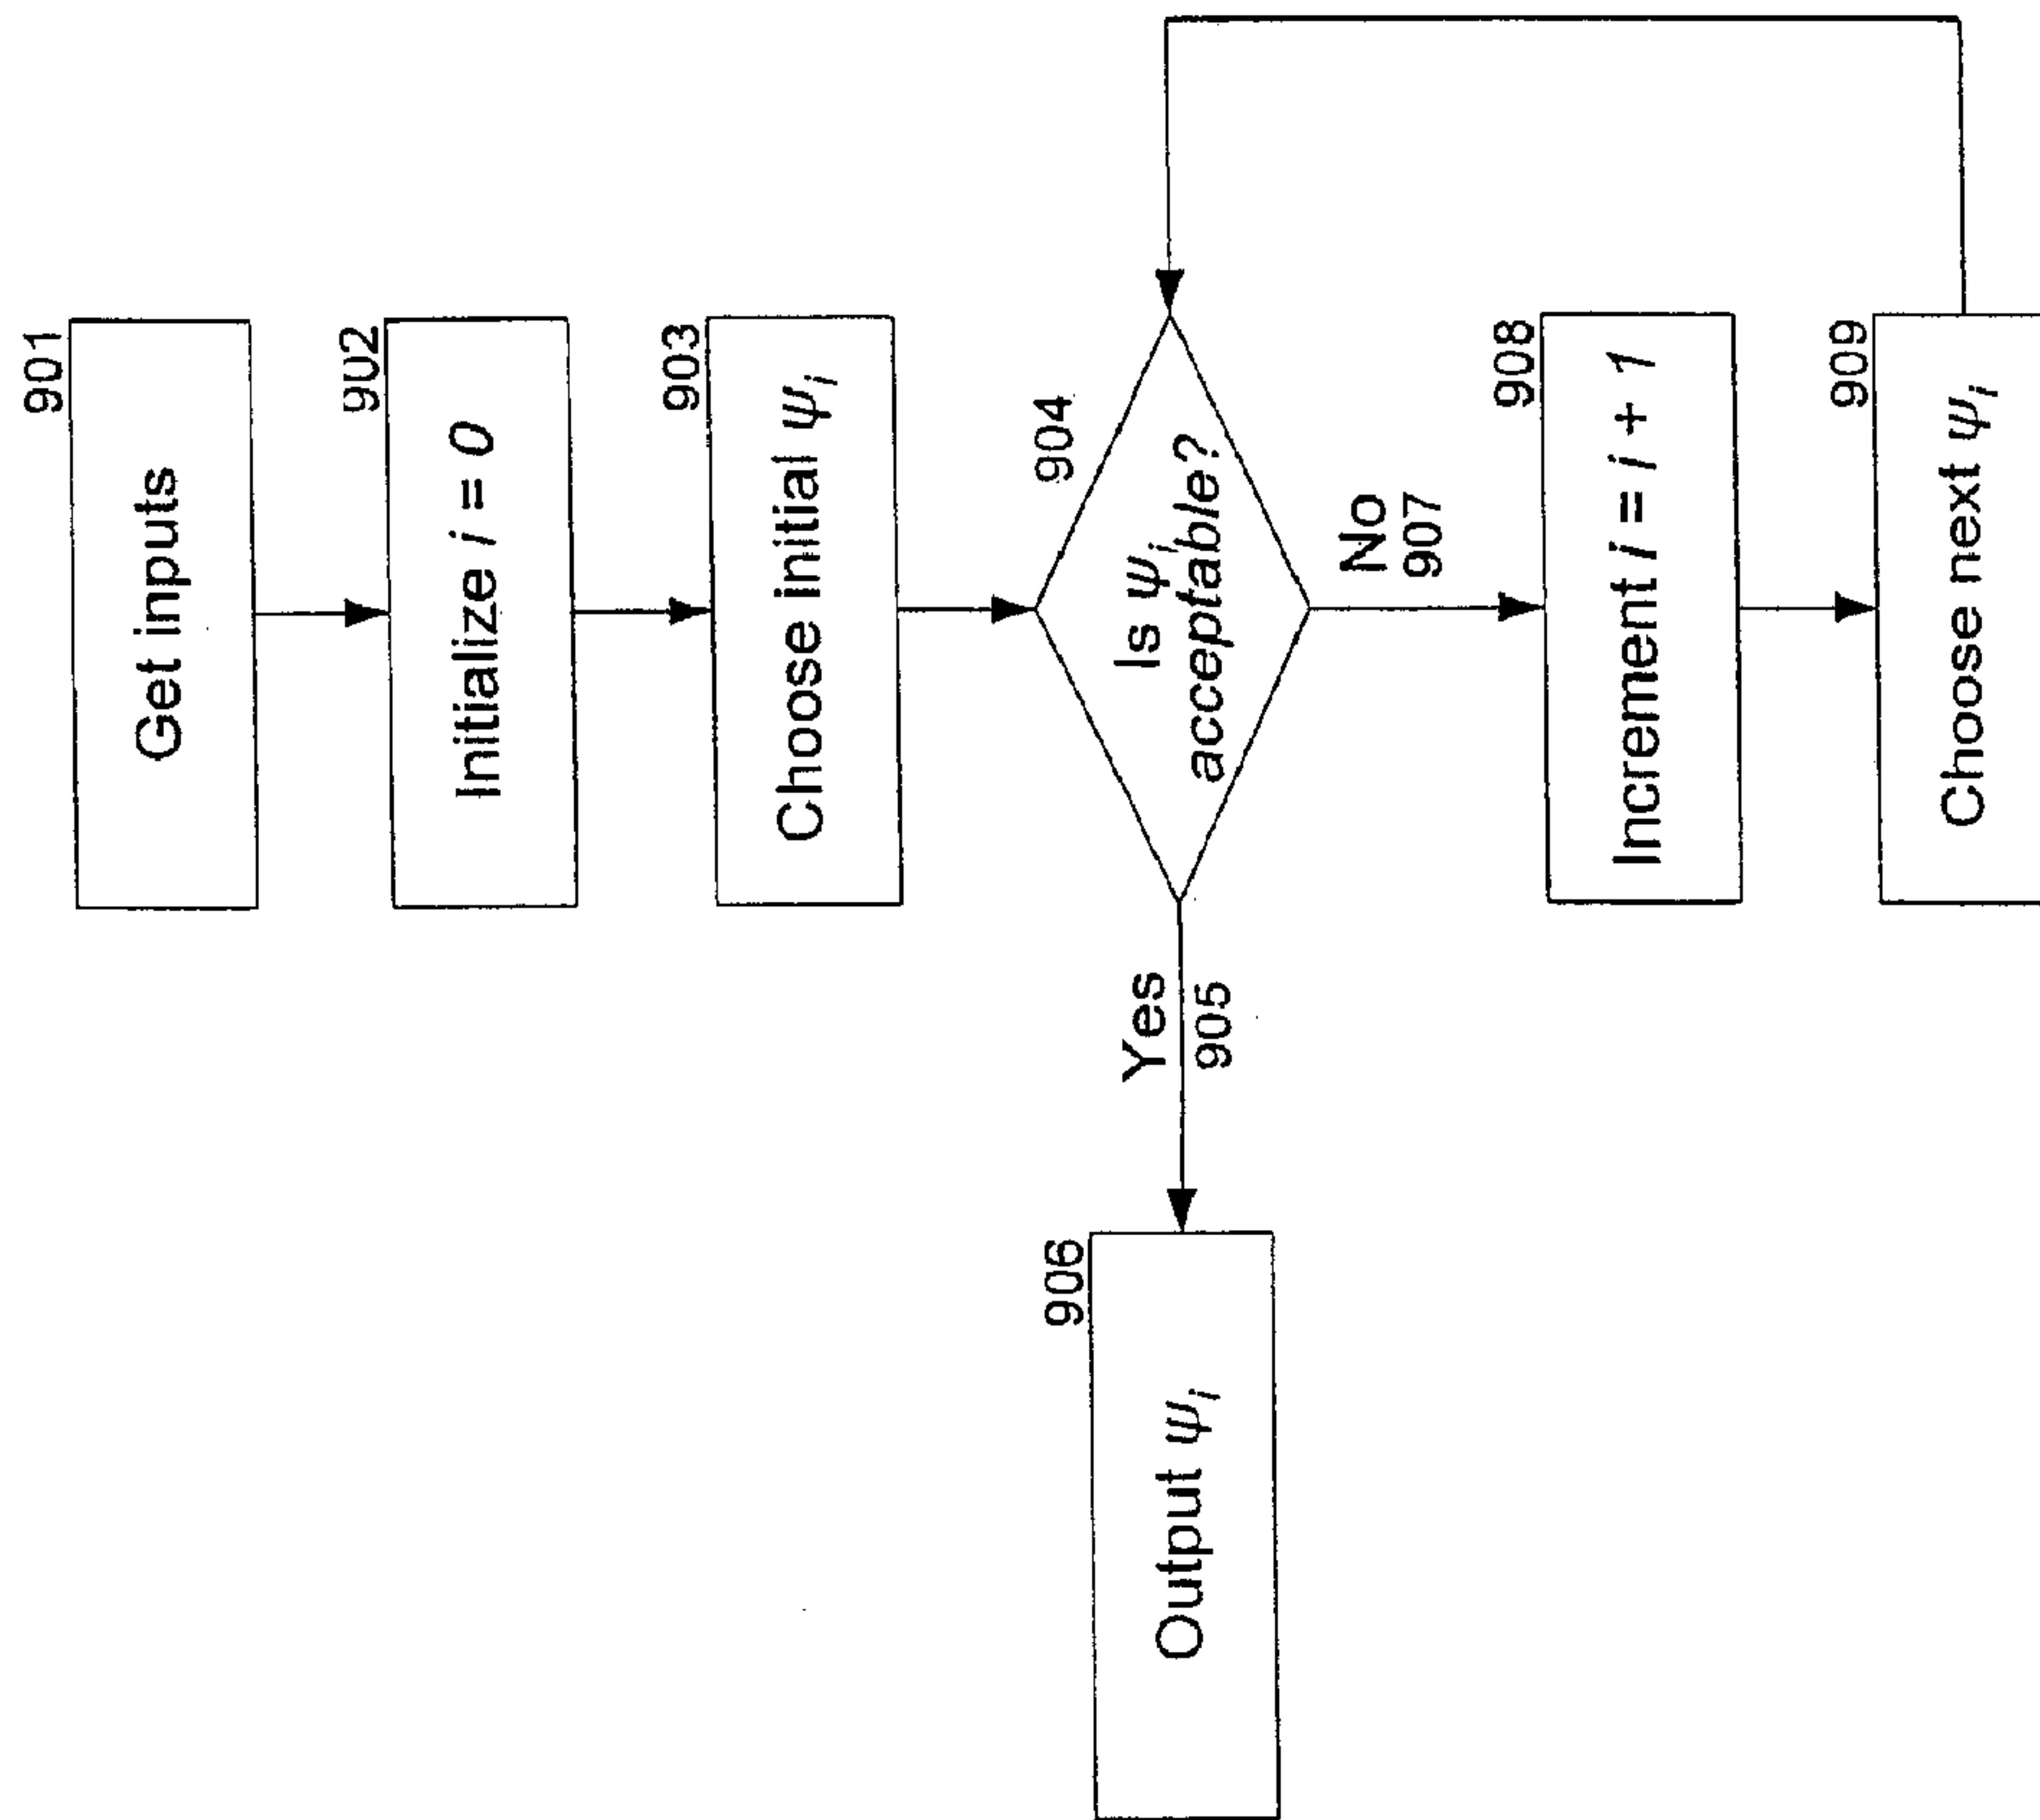 901
Get inputs
902
Initialize i = 0
903
Choose initial ψi
904
Is ψi
acceptable?
Yes
905
906
Output ψi
No
907
908
Increment i = i + 1
909
Choose next ψi